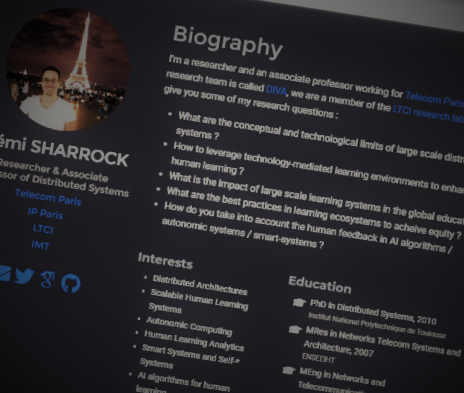 Biography
I'm a researcher and an associate professor working for Telecom Paris
research team is called DIVA, we are a member of the LTCI research lab
give you some of my research questions :
What are the conceptual and technological limits of large scale
systems ?
How to leverage technology-mediated learning environments to
human learning ?
What is the impact of large scale learning systems in the global
What are the best practices in learning ecosystems to acheive equity ?
How do you take into account the human feedback in AI algorithms /
autonomic systems / smart-systems ?
émi SHARROCK
Researcher & Associate
ssor of Distributed Systems
Telecom Paris
IP Paris
LTCI
IMT
Interests
Distributed Architectures
Scalable Human Learning
Systems
Autonomic Computing
Human Learning Analytics
Smart Systems and Self-*
Systems
AI algorithms for human
learning
Education
PhD in Distributed Systems, 2010
Institut National Polytechnique de Toulouse
MRes in Networks Telecom Systems and
Architecture, 2007
ENSEEIHT
MEng in Networks and
Telecommunicati